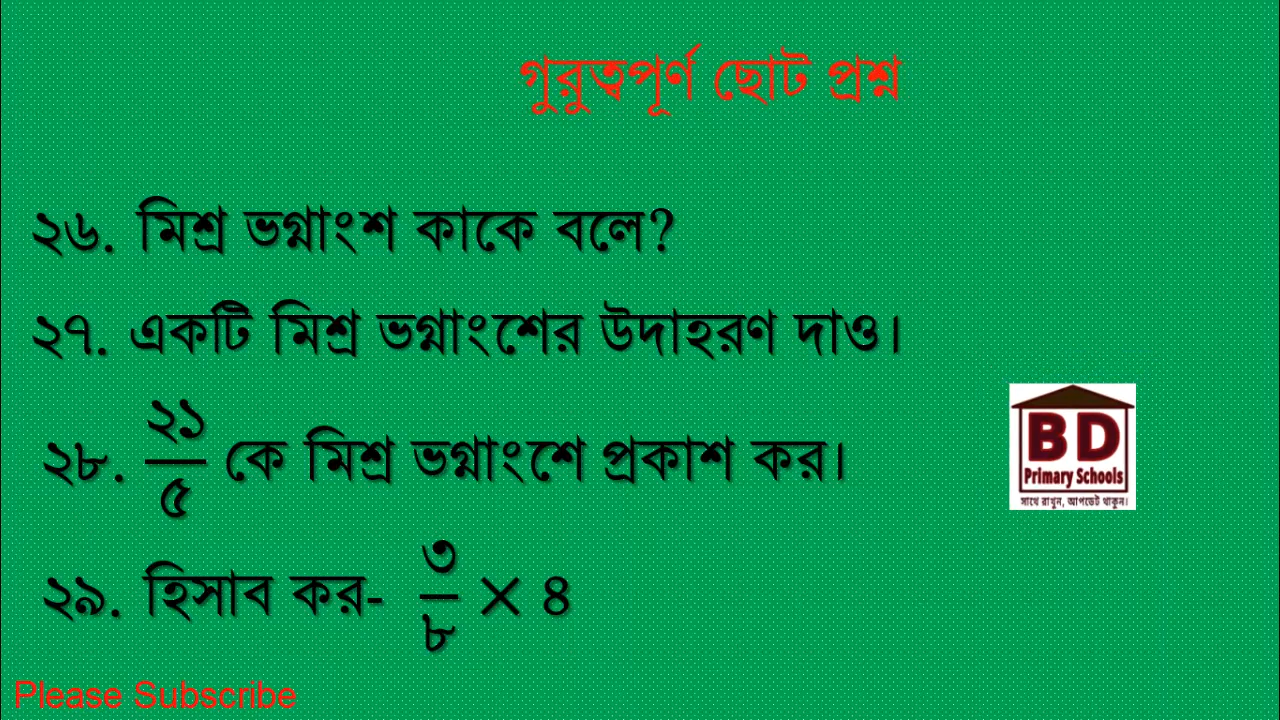 গুরুত্বপূর্ণ ছোট প্রশ্ন
২৬. মিশ্র ভগ্নাংশ কাকে বলে?
২৭. একটি মিশ্র ভগ্নাংশের উদাহরণ দাও।
২৮. ২১/৫ কে মিশ্র ভগ্নাংশে প্রকাশ কর।
২৯. হিসাব কর- ৩/৮ × ৪
BD
Primary Schools
সাথে রাখুন, আপডেট থাকুন।
Please Subscribe